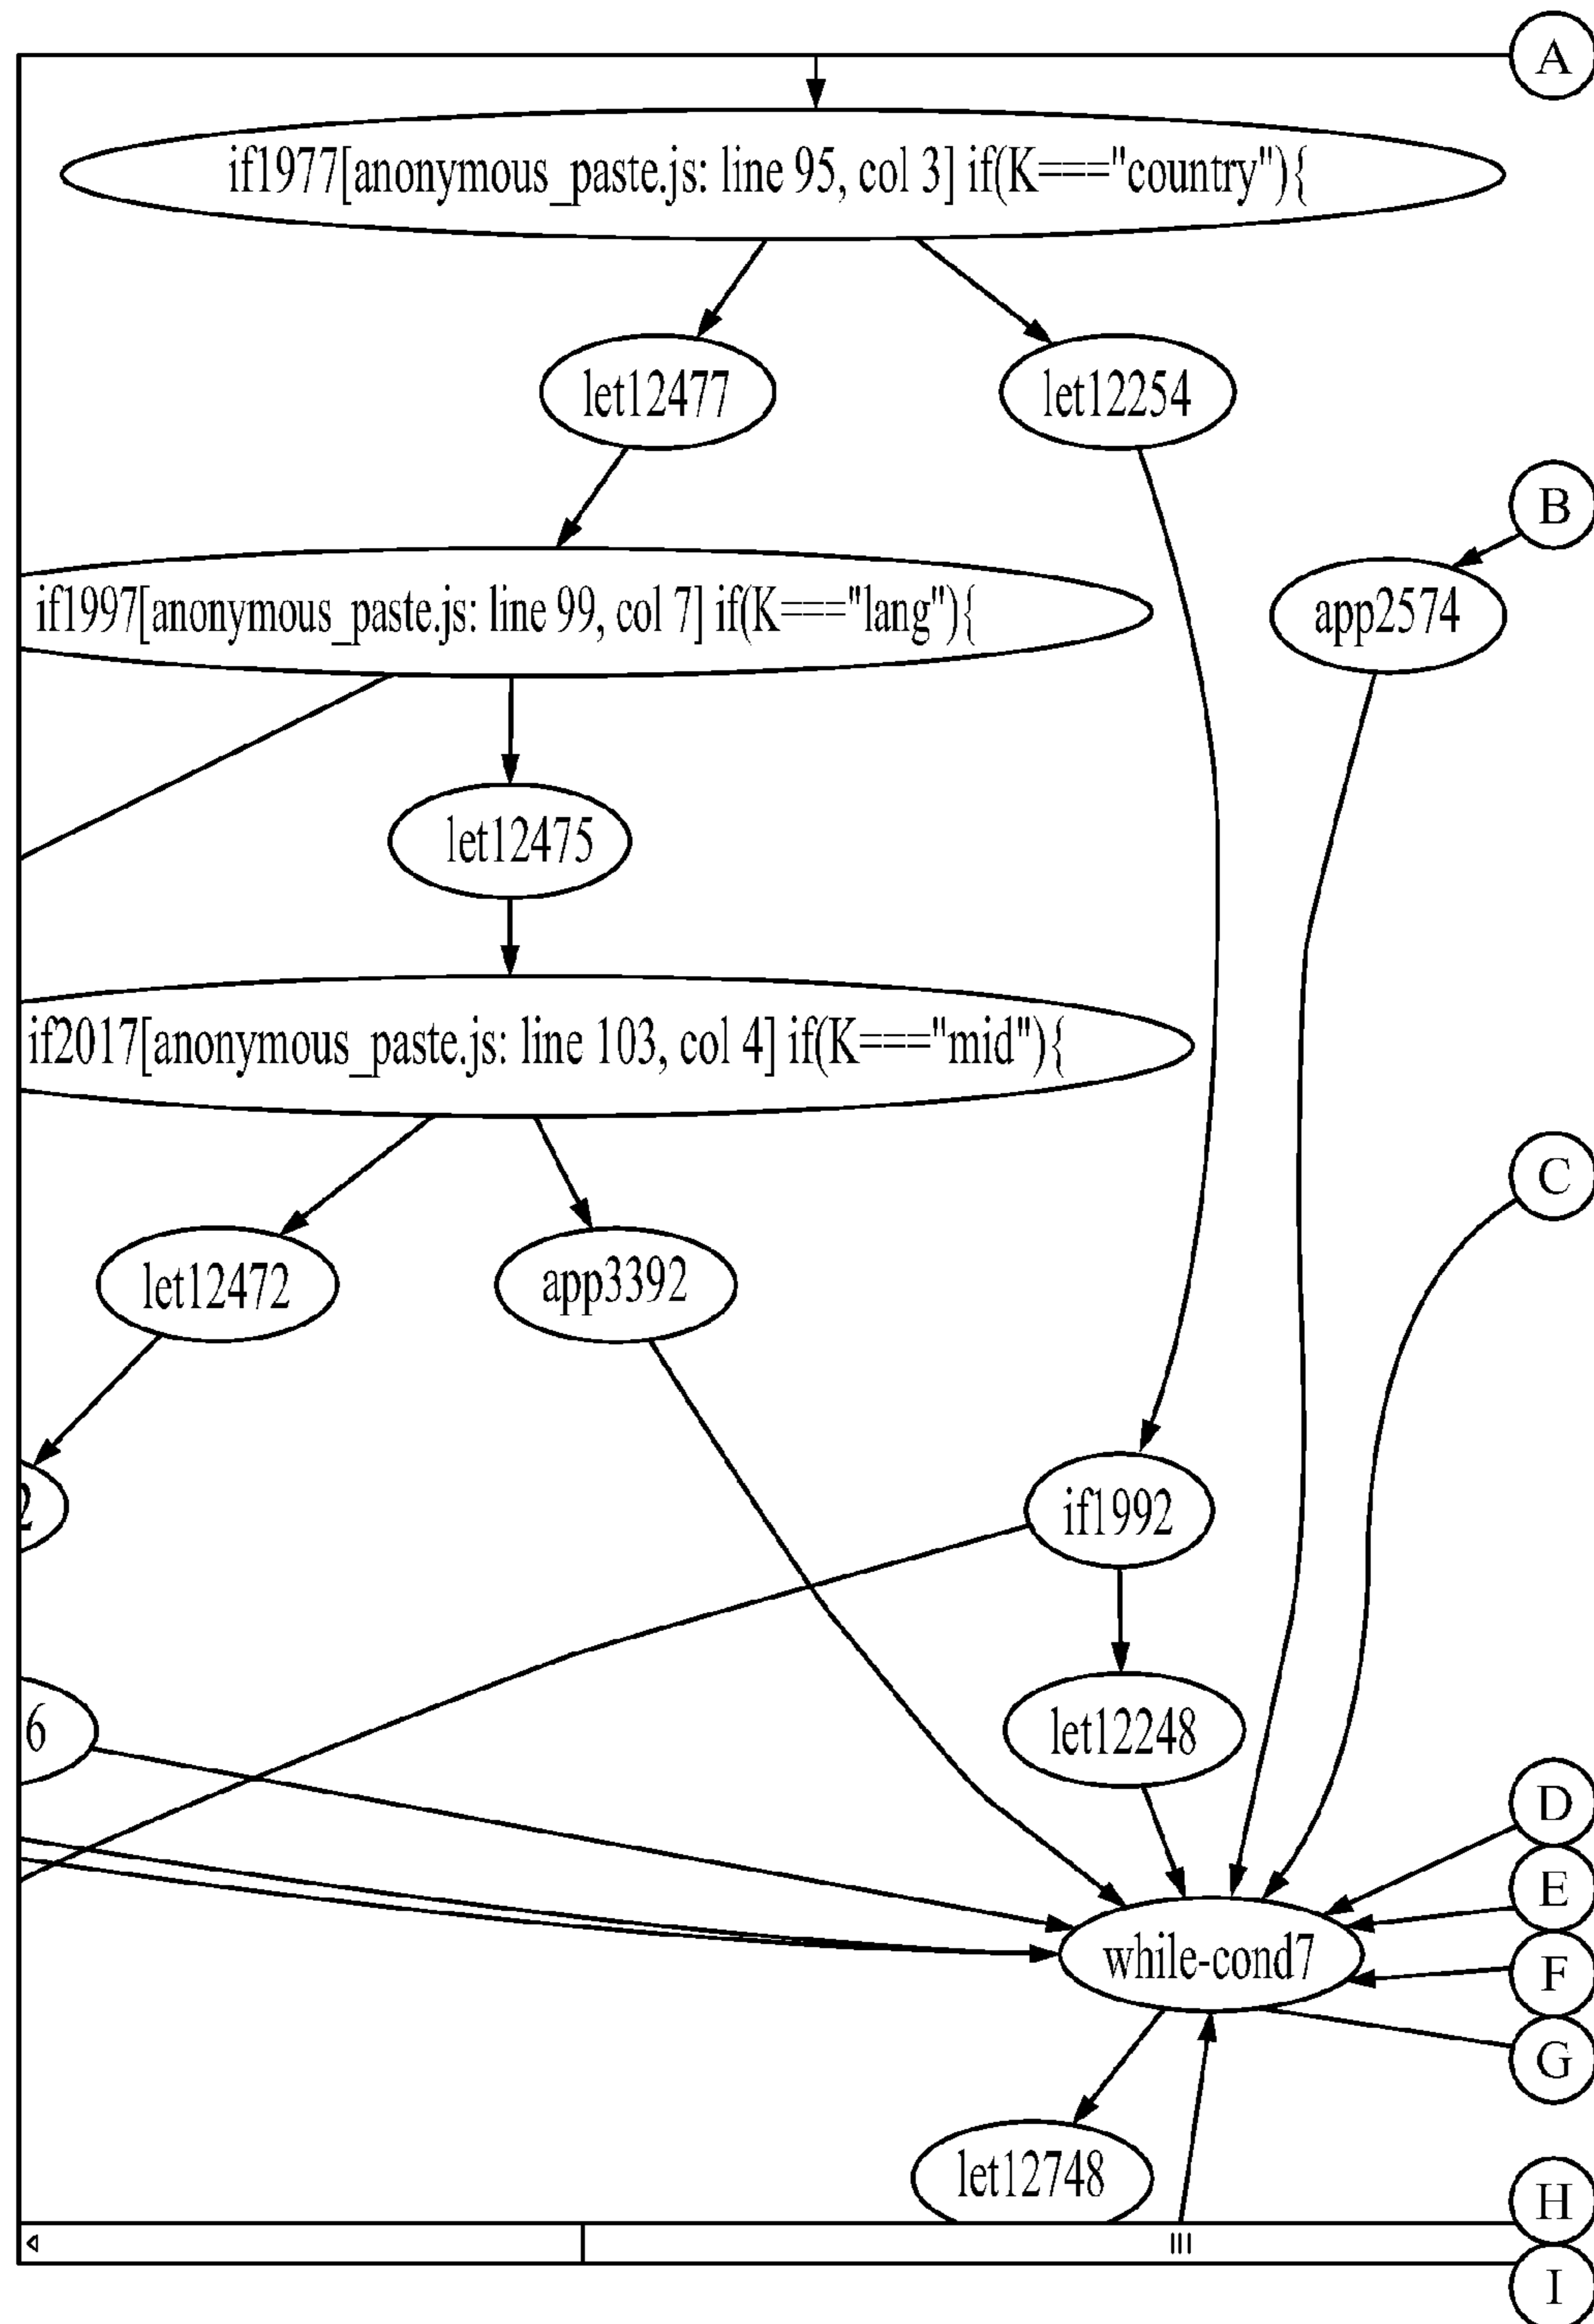 A
if1977[anonymous_paste.js: line 95, col 3] if(K==="country"){
let12477
let12254
B
if1997[anonymous_paste.js: line 99, col 7] if(K==="lang"){
app2574
let12475
if2017[anonymous_paste.js: line 103, col 4] if(K==="mid"){
C
let12472
app3392
2
if1992
6
let12248
D
E
while-cond7
F
G
let12748
H
I